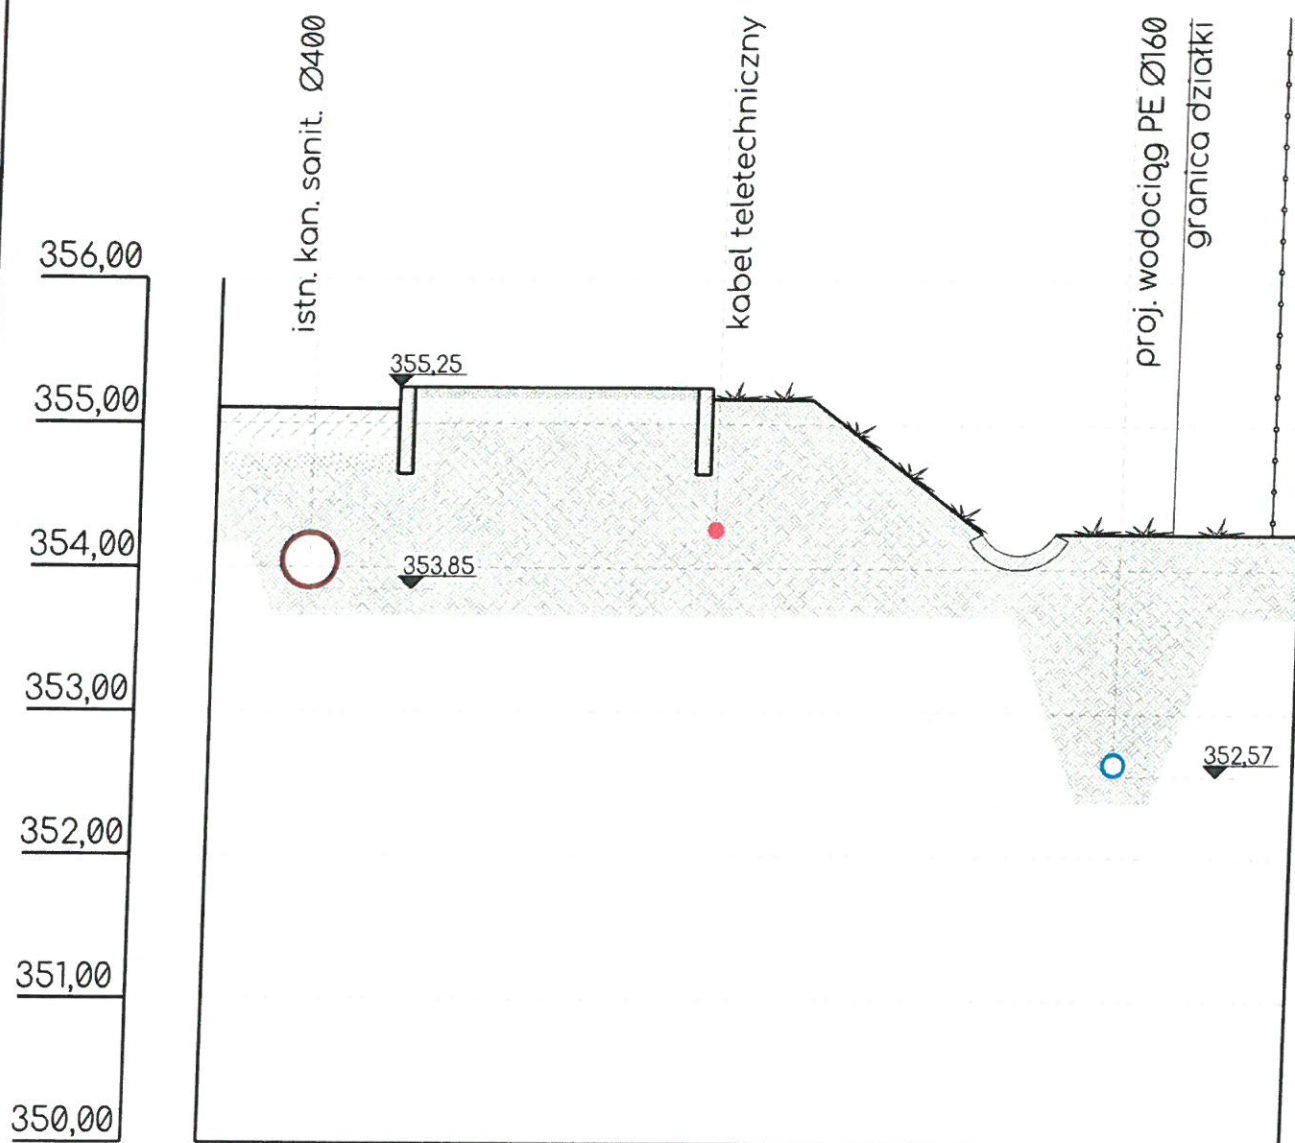 istn. kan. sanit. Ø400
kabel teletechniczny
proj. wodociąg PE Ø160
granica działki
356,00
355,25
355,00
354,00
353,85
353,00
352,57
352,00
351,00
350,00